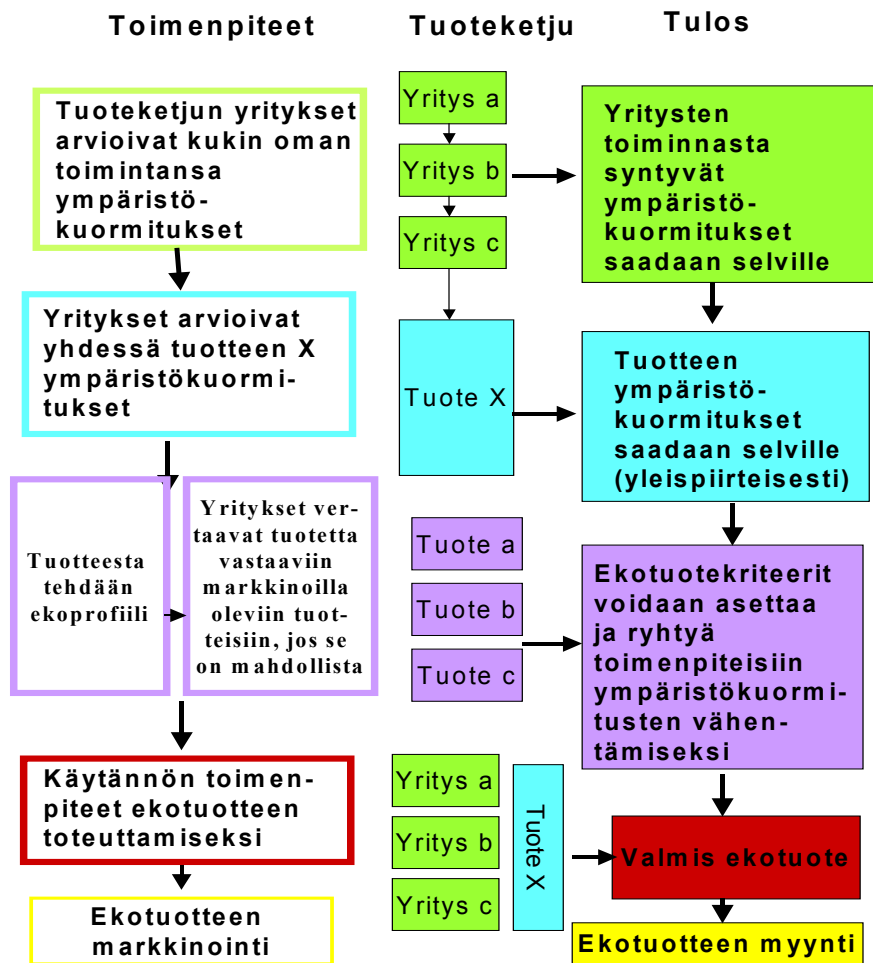 Toimenpiteet
Tuoteketju
Tulos
Tuoteketjun yritykset
arvioivat kukin oman
toimintansa
ympäristö-
kuormitukset
Yritykset arvioivat
yhdessä tuotteen X
ympäristökuormi-
tukset
Tuotteesta
tehdään
ekoprofiili
Yritykset ver-
taavat tuotetta
vastaaviin
markkinoilla
oleviin tuot-
teisiin, jos se
on mahdollista
Käytännön toimen-
piteet ekotuotteen
toteuttamiseksi
Ekotuotteen
markkinointi
Yritys a
Yritys b
Yritys c
Tuote X
Tuote a
Tuote b
Tuote c
Yritys a
Yritys b
Yritys c
Tuote X
Yritysten
toiminnasta
syntyvät
ympäristö-
kuormitukset
saadaan selville
Tuotteen
ympäristö-
kuormitukset
saadaan selville
(yleispiirteisesti)
Ekotuotekriteerit
voidaan asettaa
ja ryhtyä
toimenpiteisiin
ympäristökuormi-
tusten vähen-
tämiseksi
Valmis ekotuote
Ekotuotteen myynti